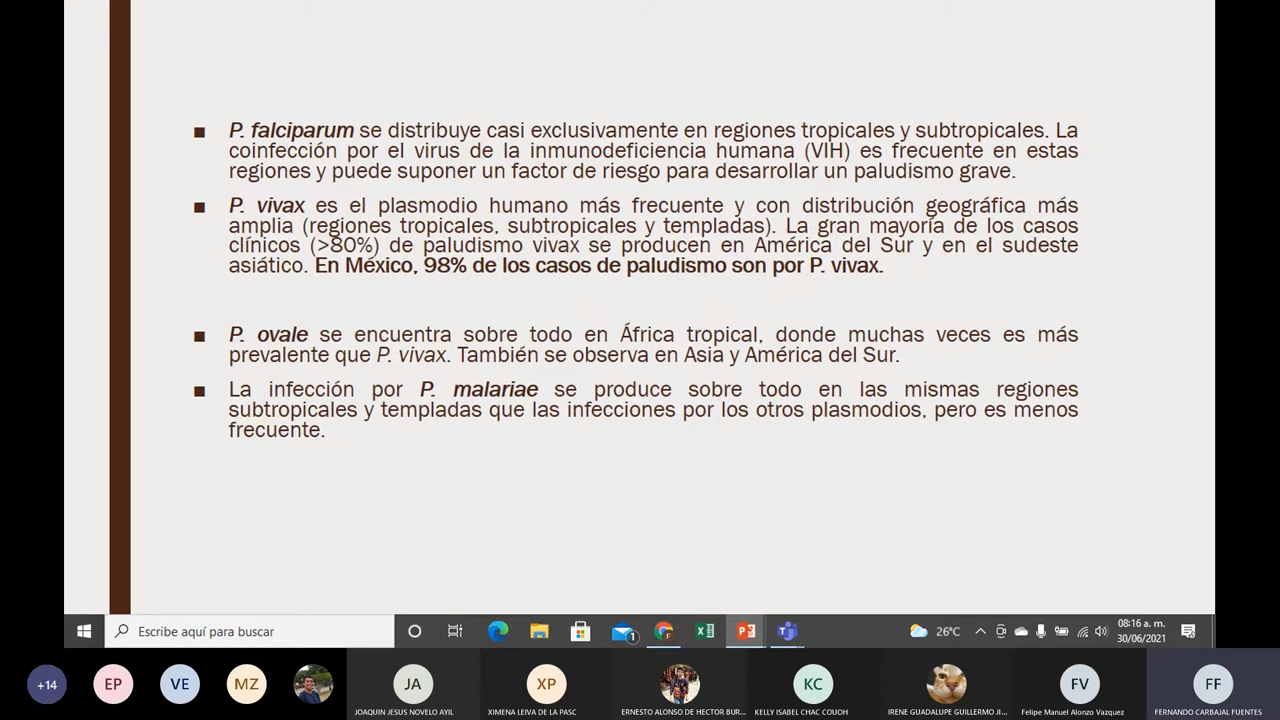 P. falciparum se distribuye casi exclusivamente en regiones tropicales y subtropicales. La
coinfección por el virus de la inmunodeficiencia humana (VIH) es frecuente en estas
regiones y puede suponer un factor de riesgo para desarrollar un paludismo grave.
P. vivax es el plasmodio humano más frecuente y con distribución geográfica más
amplia (regiones tropicales, subtropicales y templadas). La gran mayoría de los casos
clínicos (>80%) de paludismo vivax se producen en América del Sur y en el sudeste
asiático. En México, 98% de los casos de paludismo son por P. vivax.
P. ovale se encuentra sobre todo en África tropical, donde muchas veces es más
prevalente que P. vivax. También se observa en Asia y América del Sur.
La infección por P. malariae se produce sobre todo en las mismas regiones
subtropicales y templadas que las infecciones por los otros plasmodios, pero es menos
frecuente.
Escribe aquí para buscar
1
26°C
08:16 a. m.
30/06/2021
+14
EP
VE
MZ
JA
XP
KC
FV
FF
JOAQUIN JESUS NOVELO AYIL
XIMENA LEIVA DE LA PASC
ERNESTO ALONSO DE HECTOR BUR...
KELLY ISABEL CHAC COUOH
IRENE GUADALUPE GUILLERMO JI...
Felipe Manuel Alonzo Vazquez
FERNANDO CARBAJAL FUENTES